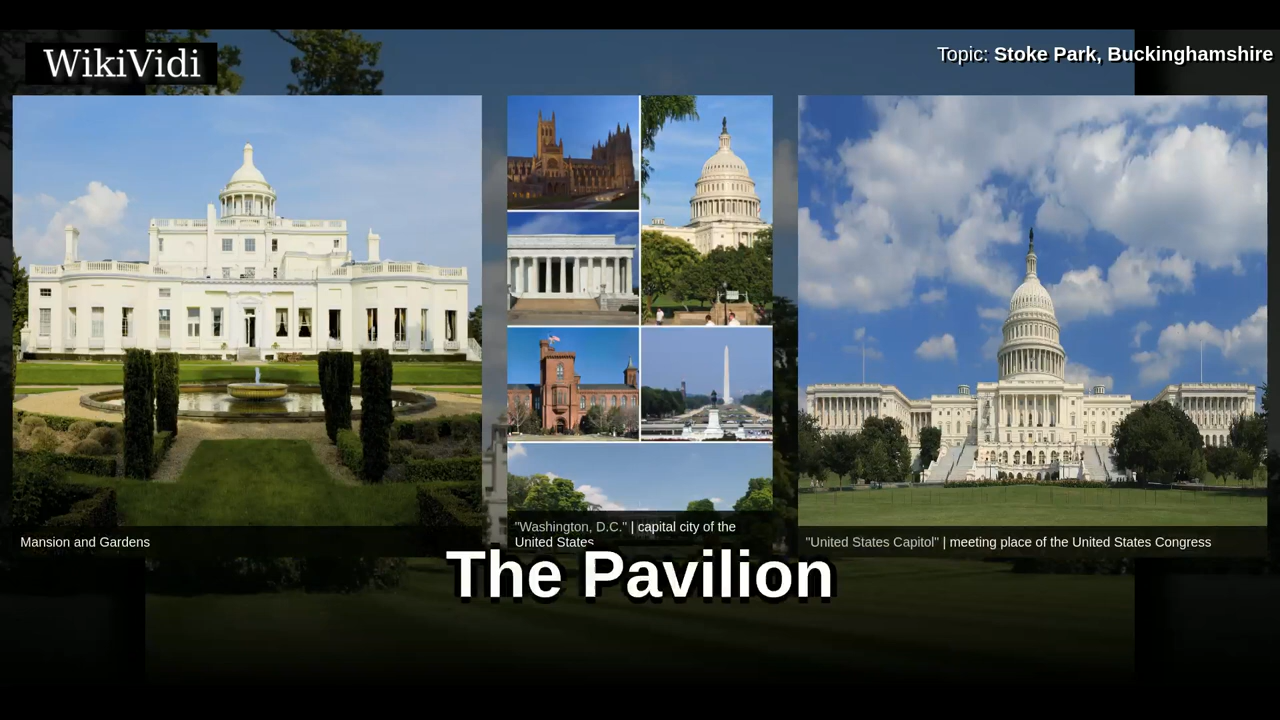 WikiVidi
Topic: Stoke Park, Buckinghamshire
Mansion and Gardens
"Washington, D.C." | capital city of the
United States
"United States Capitol" | meeting place of the United States Congress
The Pavilion